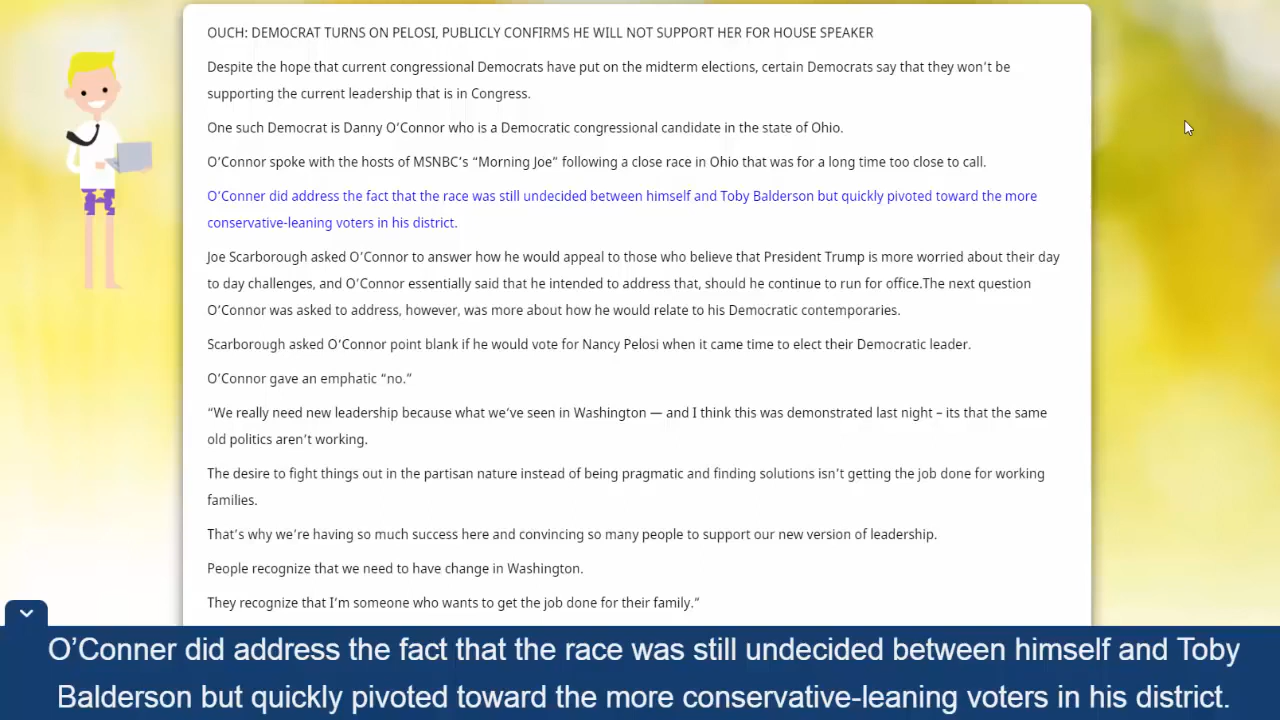 OUCH: DEMOCRAT TURNS ON PELOSI, PUBLICLY CONFIRMS HE WILL NOT SUPPORT HER FOR HOUSE SPEAKER
Despite the hope that current congressional Democrats have put on the midterm elections, certain Democrats say that they won’t be
supporting the current leadership that is in Congress.
One such Democrat is Danny O’Connor who is a Democratic congressional candidate in the state of Ohio.
O’Connor spoke with the hosts of MSNBC’s “Morning Joe” following a close race in Ohio that was for a long time too close to call.
O’Conner did address the fact that the race was still undecided between himself and Toby Balderson but quickly pivoted toward the more
conservative-leaning voters in his district.
Joe Scarborough asked O’Connor to answer how he would appeal to those who believe that President Trump is more worried about their day
to day challenges, and O’Connor essentially said that he intended to address that, should he continue to run for office.The next question
O’Connor was asked to address, however, was more about how he would relate to his Democratic contemporaries.
Scarborough asked O’Connor point blank if he would vote for Nancy Pelosi when it came time to elect their Democratic leader.
O’Connor gave an emphatic “no.”
“We really need new leadership because what we’ve seen in Washington — and I think this was demonstrated last night – its that the same
old politics aren’t working.
The desire to fight things out in the partisan nature instead of being pragmatic and finding solutions isn’t getting the job done for working
families.
That’s why we’re having so much success here and convincing so many people to support our new version of leadership.
People recognize that we need to have change in Washington.
They recognize that I’m someone who wants to get the job done for their family.”
O’Conner did address the fact that the race was still undecided between himself and Toby
Balderson but quickly pivoted toward the more conservative-leaning voters in his district.